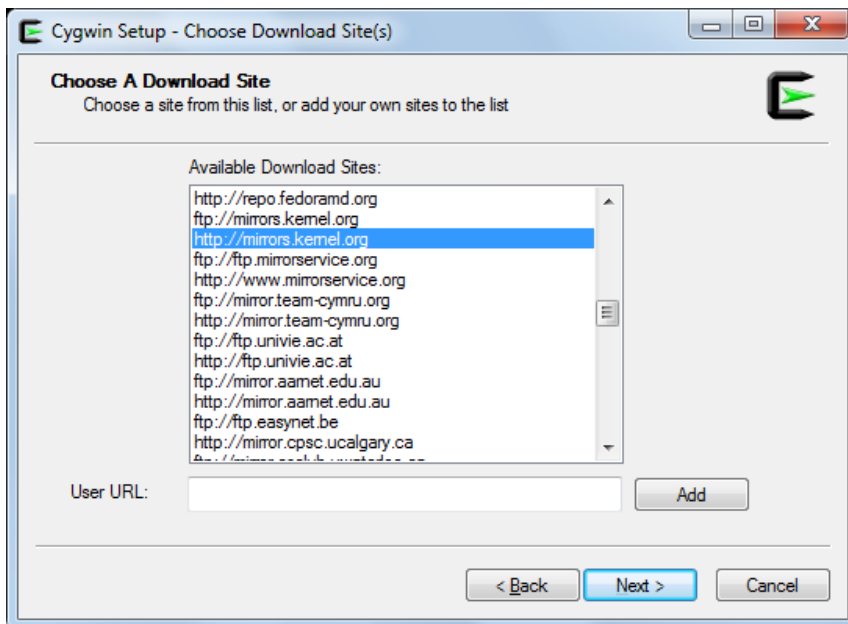 Cygwin Setup - Choose Download Site(s)
Choose A Download Site
Choose a site from this list, or add your own sites to the list
Available Download Sites:
http://repo.fedoramd.org
ftp://mirrors.kernel.org
http://mirrors.kernel.org
ftp://ftp.mirrorservice.org
http://www.mirrorservice.org
ftp://mirror.team-cymru.org
http://mirror.team-cymru.org
ftp://ftp.univie.ac.at
http://ftp.univie.ac.at
ftp://mirror.aarnet.edu.au
http://mirror.aarnet.edu.au
ftp://ftp.easynet.be
http://mirror.cpsc.ucalgary.ca
User URL:
Add
< Back
Next >
Cancel